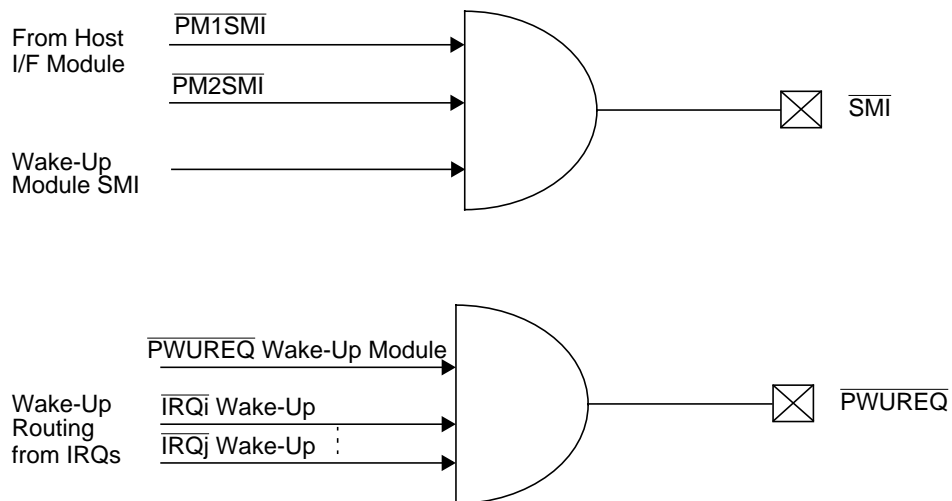 PM1SMI
From Host
I/F Module
PM2SMI
SMI
Wake-Up
Module SMI
PWUREQ Wake-Up Module
Wake-Up
Routing
from IRQs
IRQi Wake-Up
IRQj Wake-Up
PWUREQ